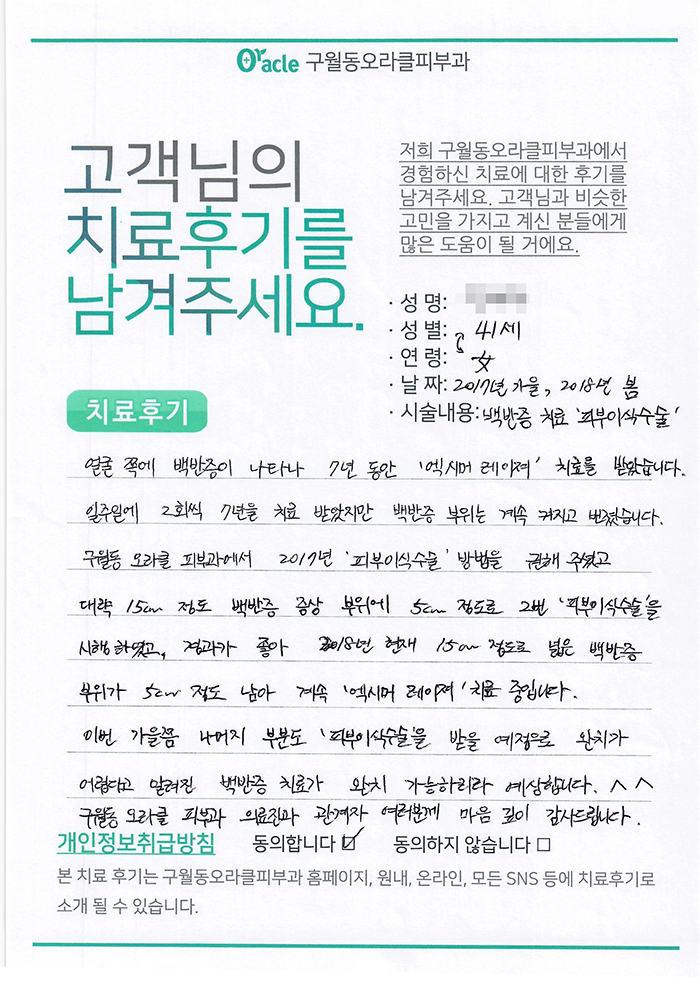 Oracle 구월동오라클피부과
고객님의
치료후기를
남겨주세요.
저희 구월동오라클피부과에서
경험하신 치료에 대한 후기를
남겨주세요. 고객님과 비슷한
고민을 가지고 계신 분들에게
많은 도움이 될 거에요.
· 성 명:
· 성 별: 41세
· 연 령: 女
· 날 짜: 2017년 가을, 2018년 봄
· 시술내용: 백반증 치료 '피부이식수술'
치료후기
얼굴 쪽에 백반증이 나타나 7년 동안 '엑시머 레이져' 치료를 받았습니다.
일주일에 2회씩 7년을 치료 받았지만 백반증 부위는 계속 커지고 번졌습니다.
구월동 오라클 피부과에서 2017년 '피부이식수술' 방법을 권해 주셨고
대략 15cm 정도 백반증 증상 부위에 5cm 정도로 2번 '피부이식수술'을
시행하였고, 경과가 좋아 2018년 현재 15cm 정도로 넓은 백반증
부위가 5cm 정도 남아 계속 '엑시머 레이져' 치료 중입니다.
이번 가을쯤 나머지 부분도 '피부이식수술'을 받을 예정으로 완치가
어렵다고 알려진 백반증 치료가 완치 가능하리라 예상합니다. ^^
구월동 오라클 피부과 의료진과 관계자 여러분께 마음 깊이 감사드립니다.
개인정보취급방침 동의합니다 ☑ 동의하지 않습니다 □
본 치료 후기는 구월동오라클피부과 홈페이지, 원내, 온라인, 모든 SNS 등에 치료후기로
소개 될 수 있습니다.